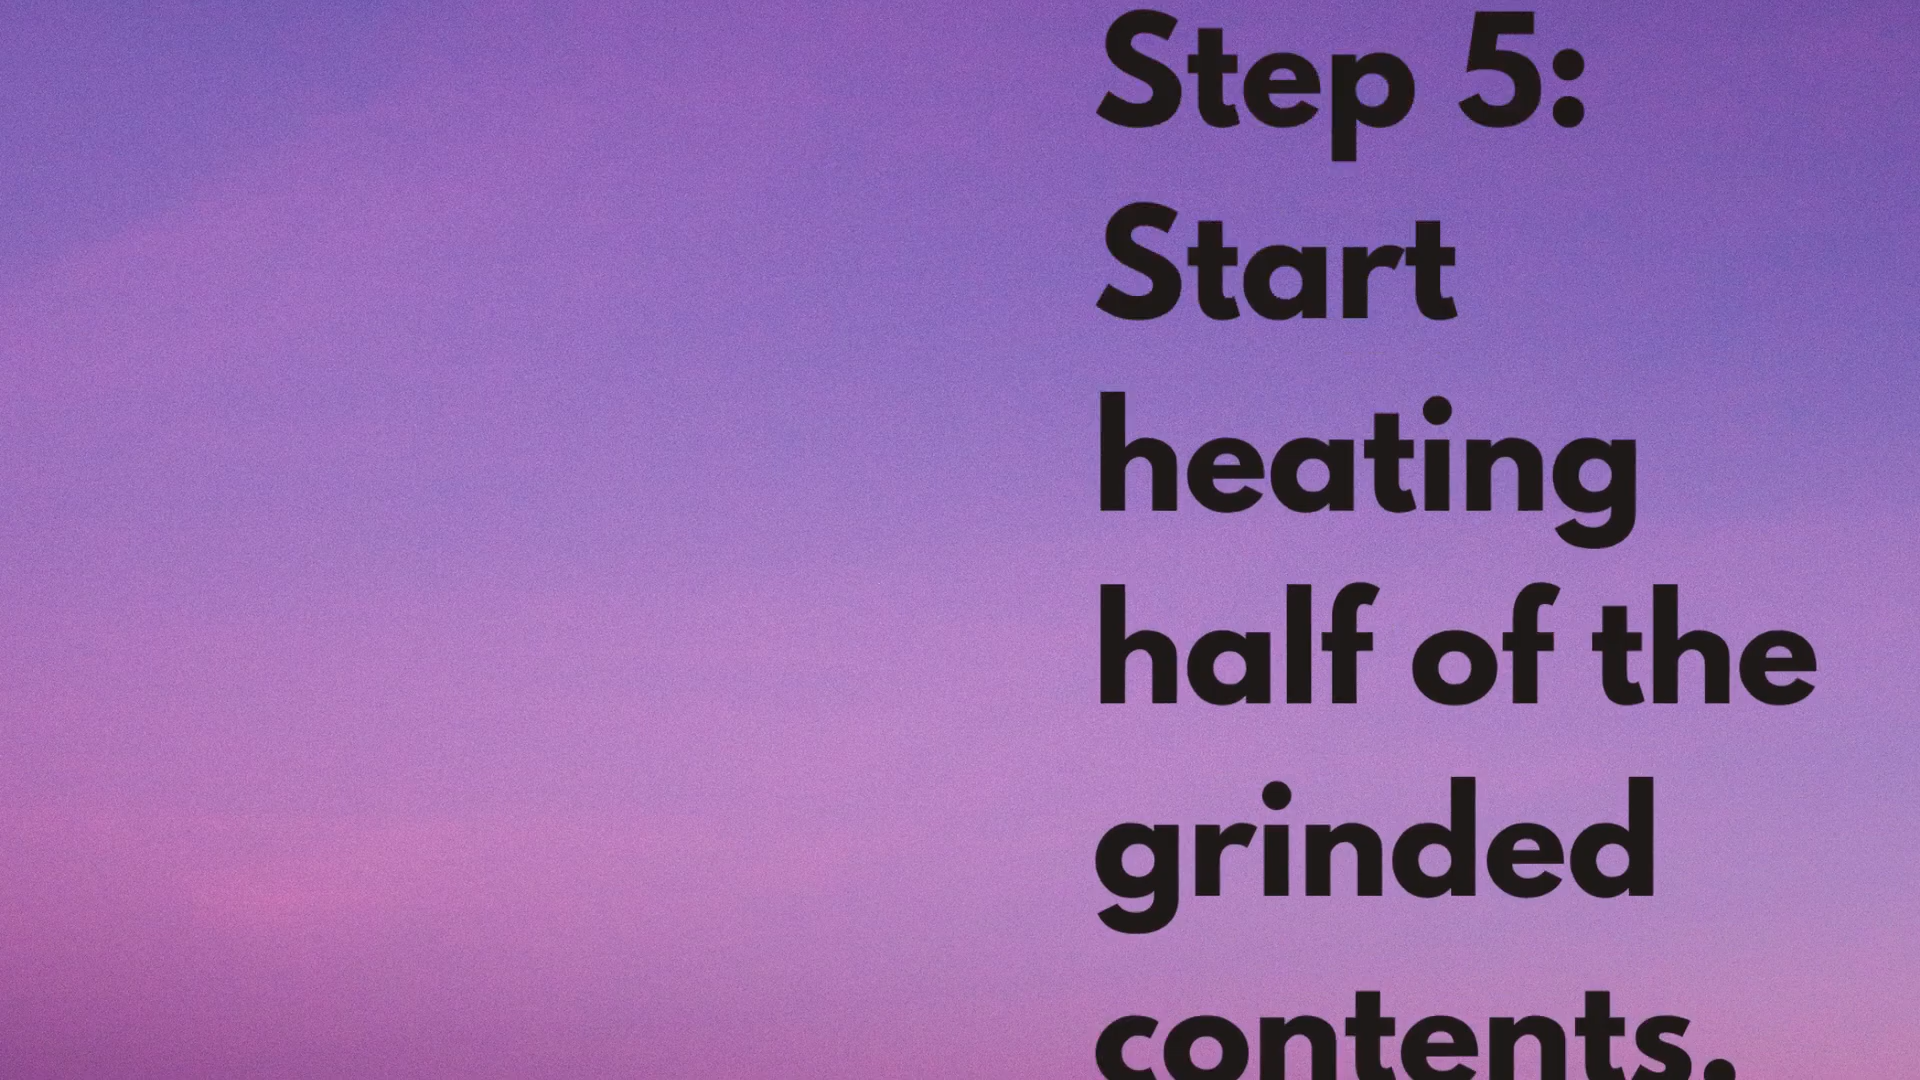 Step 5:
Start
heating
half of the
grinded
contents.